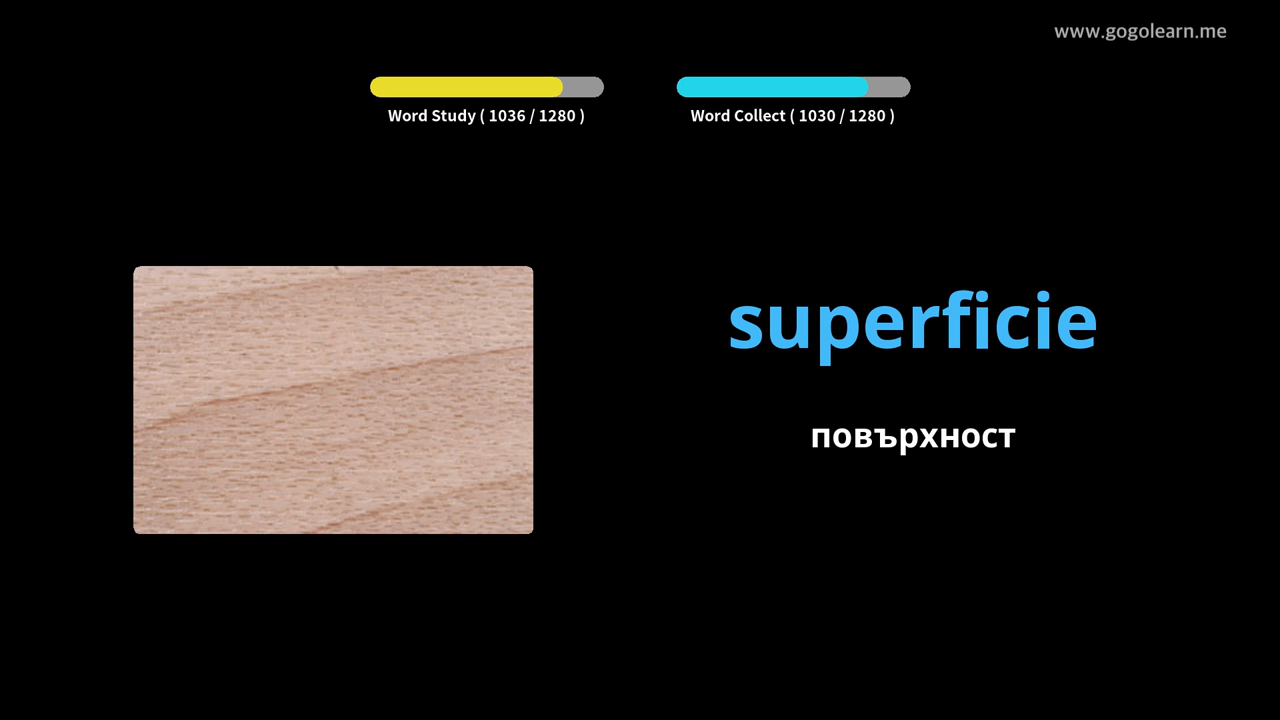 www.gogolearn.me
Word Study ( 1036 / 1280 )
Word Collect ( 1030 / 1280 )
superficie
повърхност